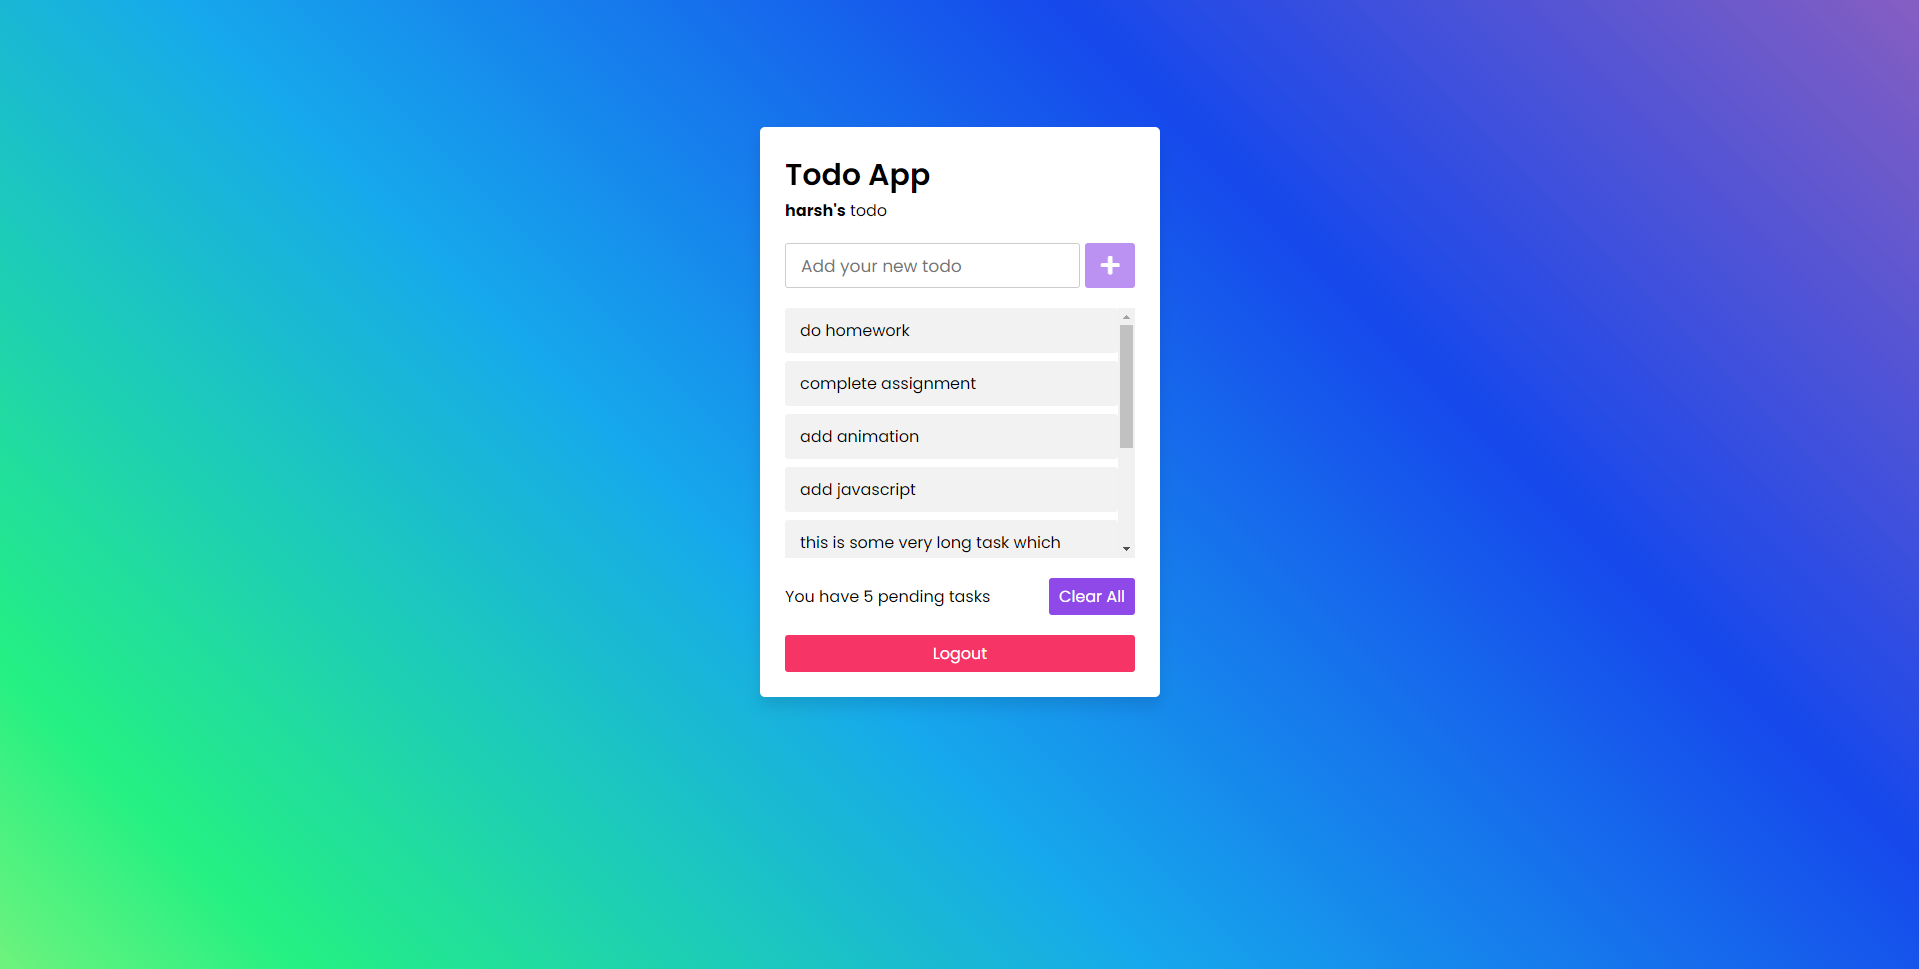 Todo App
harsh's todo
Add your new todo
do homework
complete assignment
add animation
add javascript
this is some very long task which
You have 5 pending tasks
Clear All
Logout